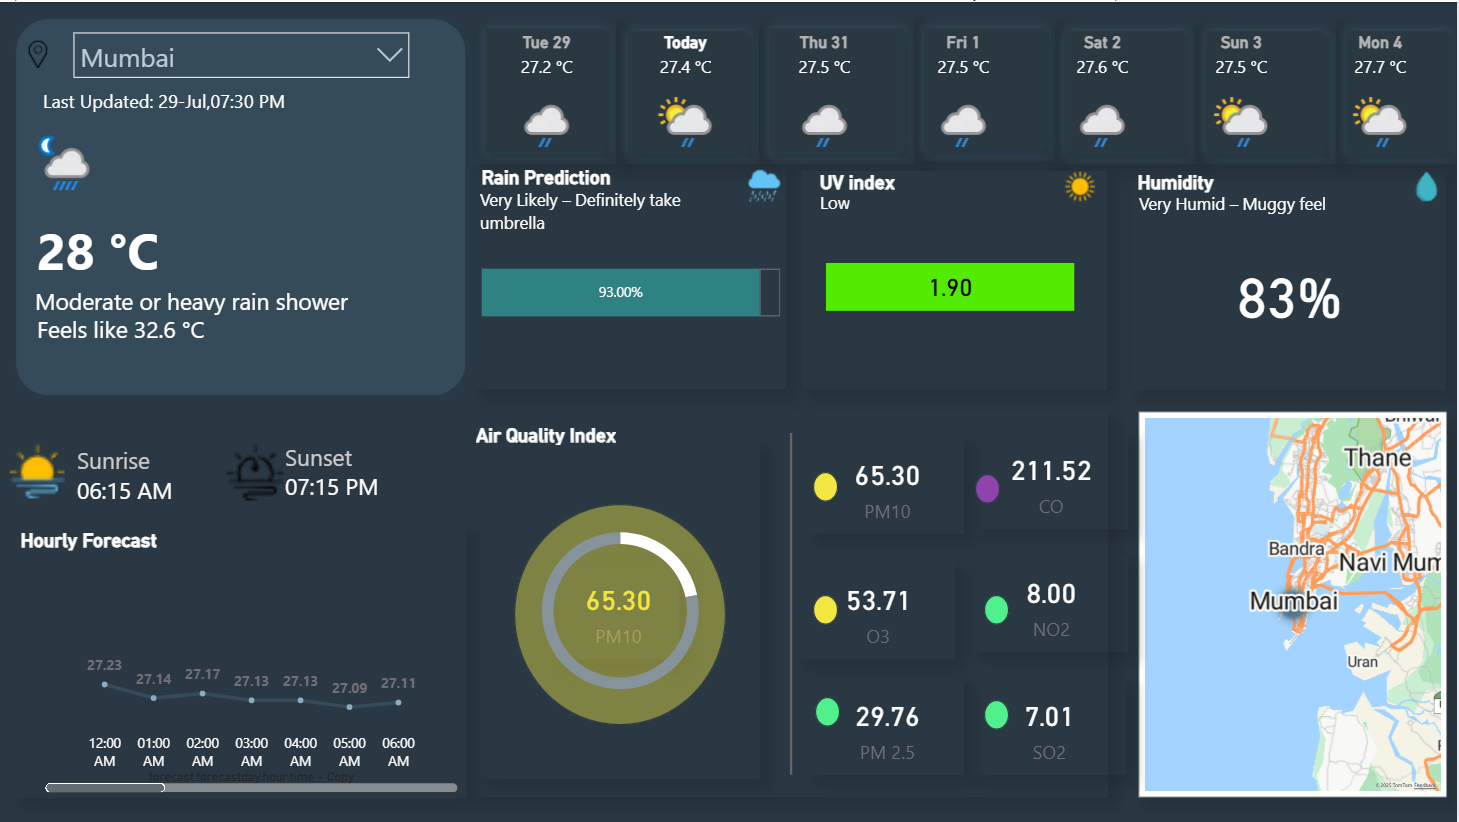 Mumbai
Last Updated: 29-Jul,07:30 PM
28 °C
Moderate or heavy rain shower
Feels like 32.6 °C
Tue 29
27.2 °C
Today
27.4 °C
Thu 31
27.5 °C
Fri 1
27.5 °C
Sat 2
27.6 °C
Sun 3
27.5 °C
Mon 4
27.7 °C
Rain Prediction
Very Likely – Definitely take
umbrella
93.00%
UV index
Low
1.90
Humidity
Very Humid – Muggy feel
83%
Sunrise
06:15 AM
Sunset
07:15 PM
Hourly Forecast
27.23 27.14 27.17 27.13 27.13 27.09 27.11
12:00 01:00 02:00 03:00 04:00 05:00 06:00
AM AM AM AM AM AM AM
forecast.forecastday.hour.time - Copy
Air Quality Index
65.30
PM10
65.30
PM10
211.52
CO
53.71
O3
8.00
NO2
29.76
PM 2.5
7.01
SO2
Thane
Bandra
Navi Mum
Mumbai
Uran
© 2025 TomTom Feedback